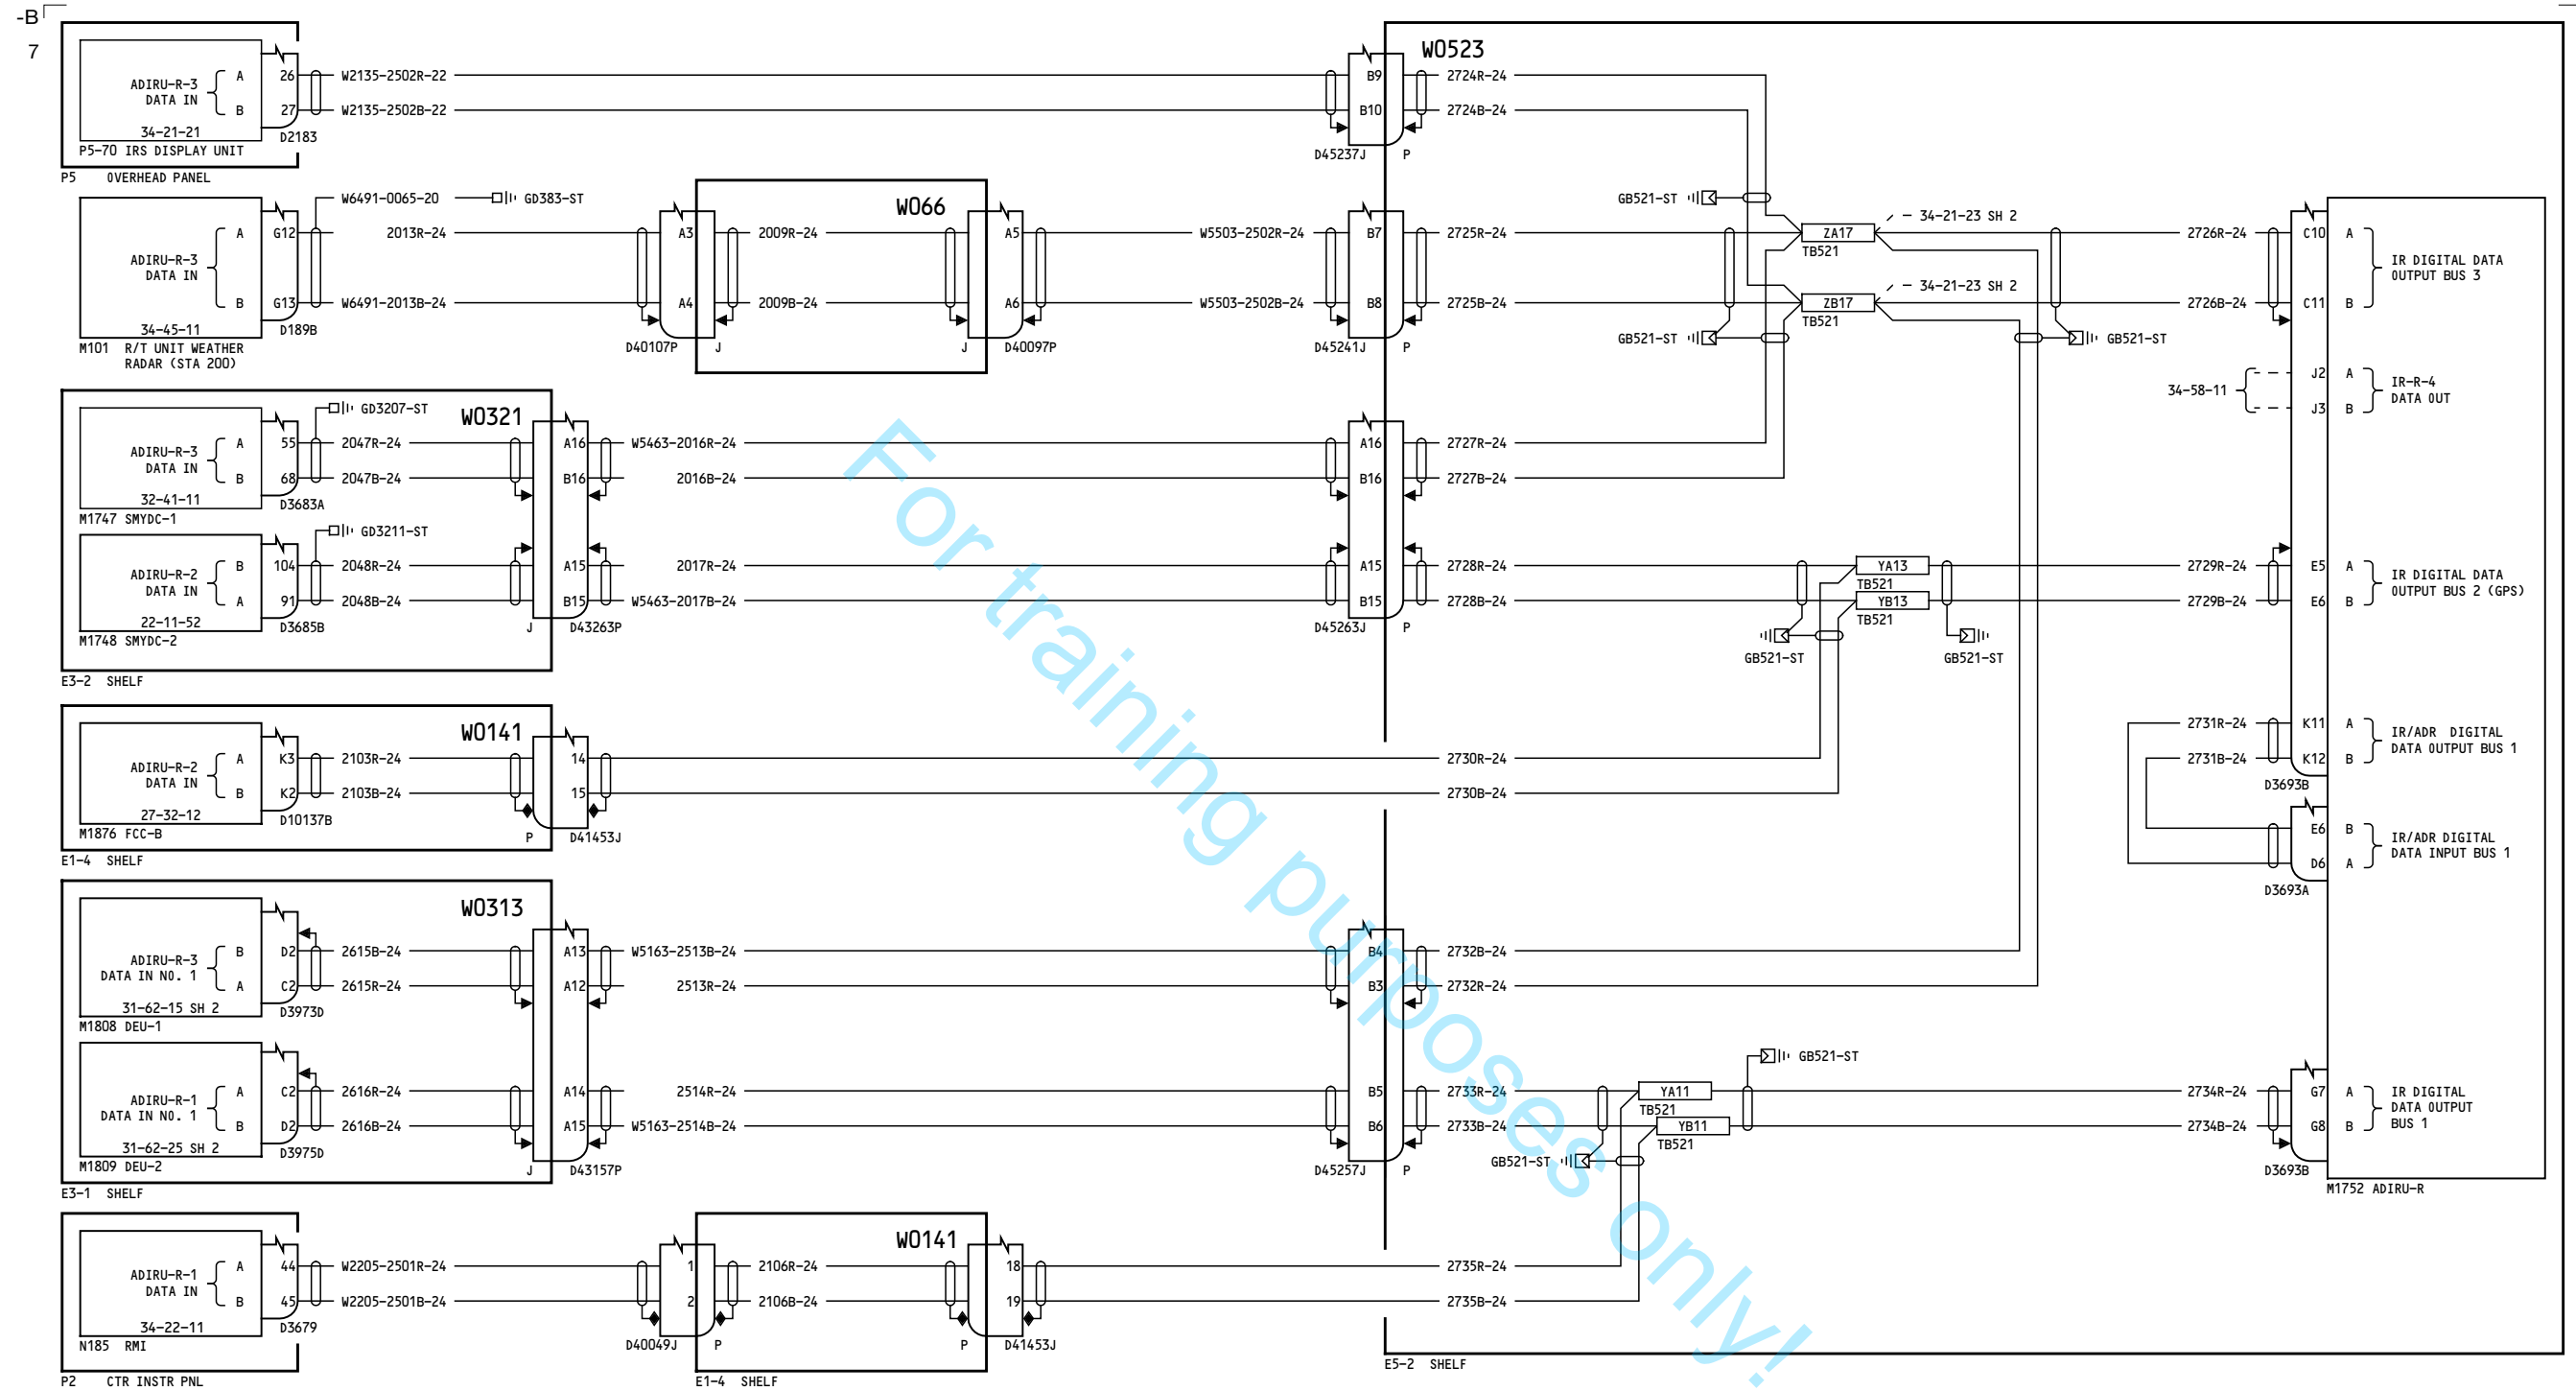 -B
7
W0523
ADIRU-R-3
DATA IN
A 26 W2135-2502R-22 B9 2724R-24
B 27 W2135-2502B-22 B10 2724B-24
34-21-21
D2183
P5-70 IRS DISPLAY UNIT
P5 OVERHEAD PANEL
D45237J P
W6491-0065-20 GD383-ST
W066
GB521-ST
34-21-23 SH 2
ADIRU-R-3
DATA IN
A G12 2013R-24 A3 2009R-24 A5 W5503-2502R-24 B7 2725R-24 ZA17 2726R-24 C10 A
TB521
IR DIGITAL DATA
OUTPUT BUS 3
34-21-23 SH 2
B G13 W6491-2013B-24 A4 2009B-24 A6 W5503-2502B-24 B8 2725B-24 ZB17 2726B-24 C11 B
TB521
34-45-11
D189B
M101 R/T UNIT WEATHER
RADAR (STA 200)
D40107P J J D40097P D45241J P
GB521-ST GB521-ST
34-58-11
J2 A
J3 B
IR-R-4
DATA OUT
GD3207-ST
W0321
ADIRU-R-3
DATA IN
A 55 2047R-24 A16 W5463-2016R-24 A16 2727R-24
B 68 2047B-24 B16 2016B-24 B16 2727B-24
32-41-11
D3683A
M1747 SMYDC-1
GD3211-ST
ADIRU-R-2
DATA IN
B 104 2048R-24 A15 2017R-24 A15 2728R-24 YA13 2729R-24 E5 A
TB521
IR DIGITAL DATA
OUTPUT BUS 2 (GPS)
A 91 2048B-24 B15 W5463-2017B-24 B15 2728B-24 YB13 2729B-24 E6 B
TB521
22-11-52
D3685B
M1748 SMYDC-2
J D43263P D45263J P
GB521-ST GB521-ST
E3-2 SHELF
W0141
ADIRU-R-2
DATA IN
A K3 2103R-24 14 2730R-24
B K2 2103B-24 15 2730B-24
27-32-12
D10137B
M1876 FCC-B
P D41453J
E1-4 SHELF
2731R-24 K11 A
2731B-24 K12 B
IR/ADR DIGITAL
DATA OUTPUT BUS 1
D3693B
E6 B
D6 A
IR/ADR DIGITAL
DATA INPUT BUS 1
D3693A
W0313
ADIRU-R-3
DATA IN NO. 1
B D2 2615B-24 A13 W5163-2513B-24 B4 2732B-24
A C2 2615R-24 A12 2513R-24 B3 2732R-24
31-62-15 SH 2
D3973D
M1808 DEU-1
GB521-ST
ADIRU-R-1
DATA IN NO. 1
A C2 2616R-24 A14 2514R-24 B5 2733R-24 YA11 2734R-24 G7 A
TB521
IR DIGITAL
DATA OUTPUT
BUS 1
B D2 2616B-24 A15 W5163-2514B-24 B6 2733B-24 YB11 2734B-24 G8 B
TB521
31-62-25 SH 2
D3975D
M1809 DEU-2
J D43157P D45257J P
GB521-ST
D3693B
M1752 ADIRU-R
E3-1 SHELF
W0141
ADIRU-R-1
DATA IN
A 44 W2205-2501R-24 1 2106R-24 18 2735R-24
B 45 W2205-2501B-24 2 2106B-24 19 2735B-24
34-22-11
D3679
N185 RMI
D40049J P P D41453J
P2 CTR INSTR PNL
E1-4 SHELF
E5-2 SHELF
For training purposes only!